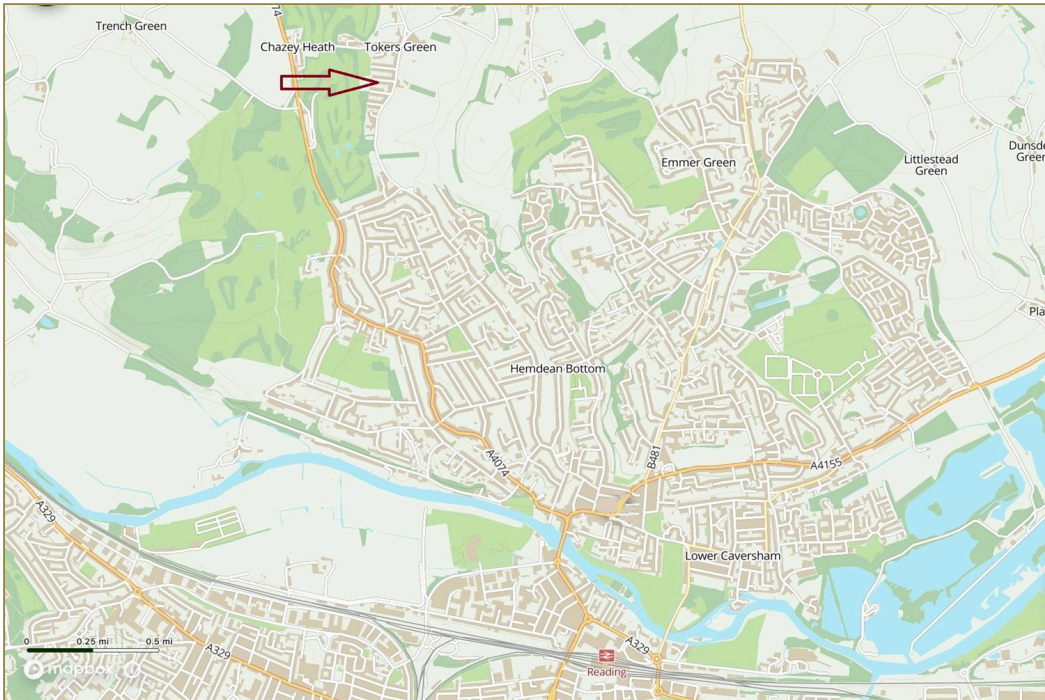 74
Trench Green
Chazey Heath
Tokers Green
Emmer Green
Littlestead
Green
Dunsde
Green
Pla
Hemdean Bottom
A4074
B481
A4155
A329
Lower Caversham
0
0.25 mi
0.5 mi
A329
A329
Reading
mapbox